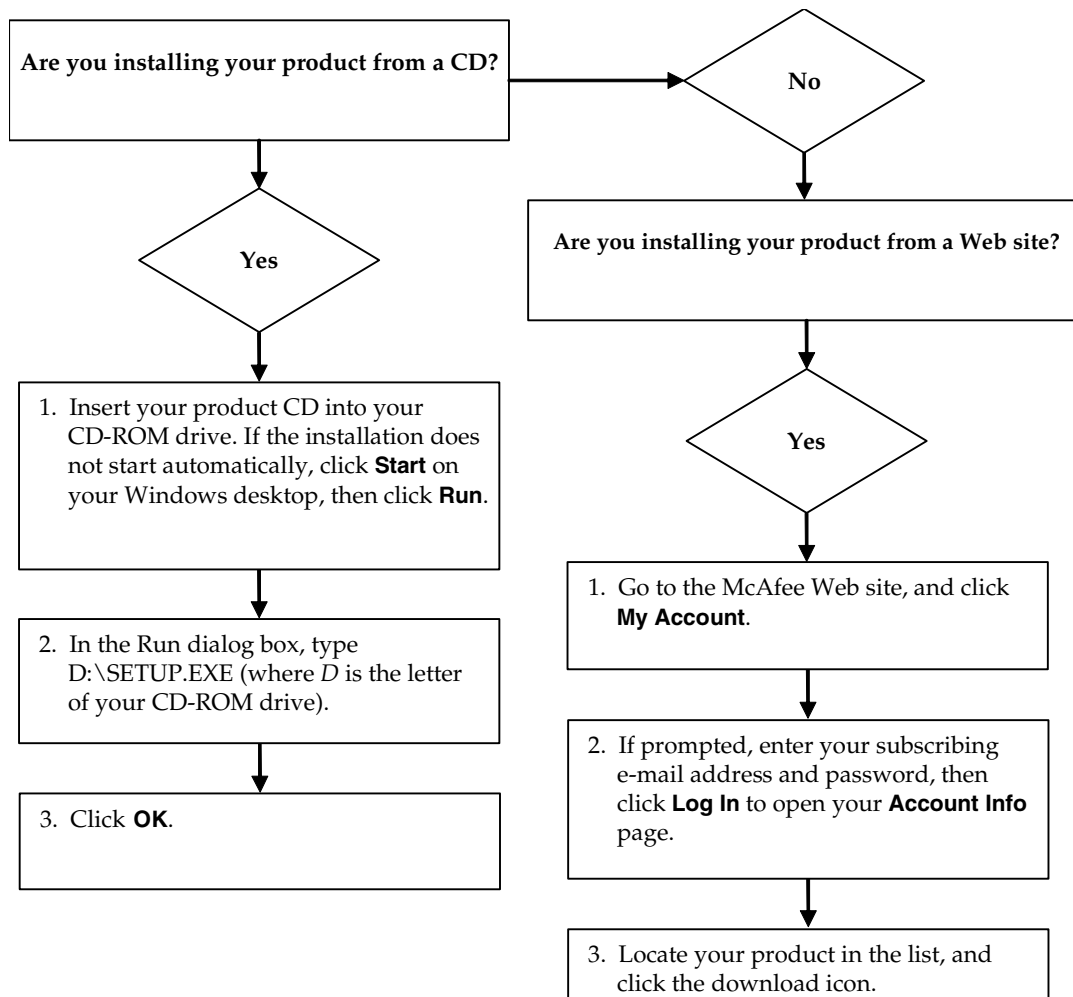 Are you installing your product from a CD?
No
Yes
Are you installing your product from a Web site?
Yes
1. Insert your product CD into your
CD-ROM drive. If the installation does
not start automatically, click Start on
your Windows desktop, then click Run.
2. In the Run dialog box, type
D:\SETUP.EXE (where D is the letter
of your CD-ROM drive).
3. Click OK.
1. Go to the McAfee Web site, and click
My Account.
2. If prompted, enter your subscribing
e-mail address and password, then
click Log In to open your Account Info
page.
3. Locate your product in the list, and
click the download icon.